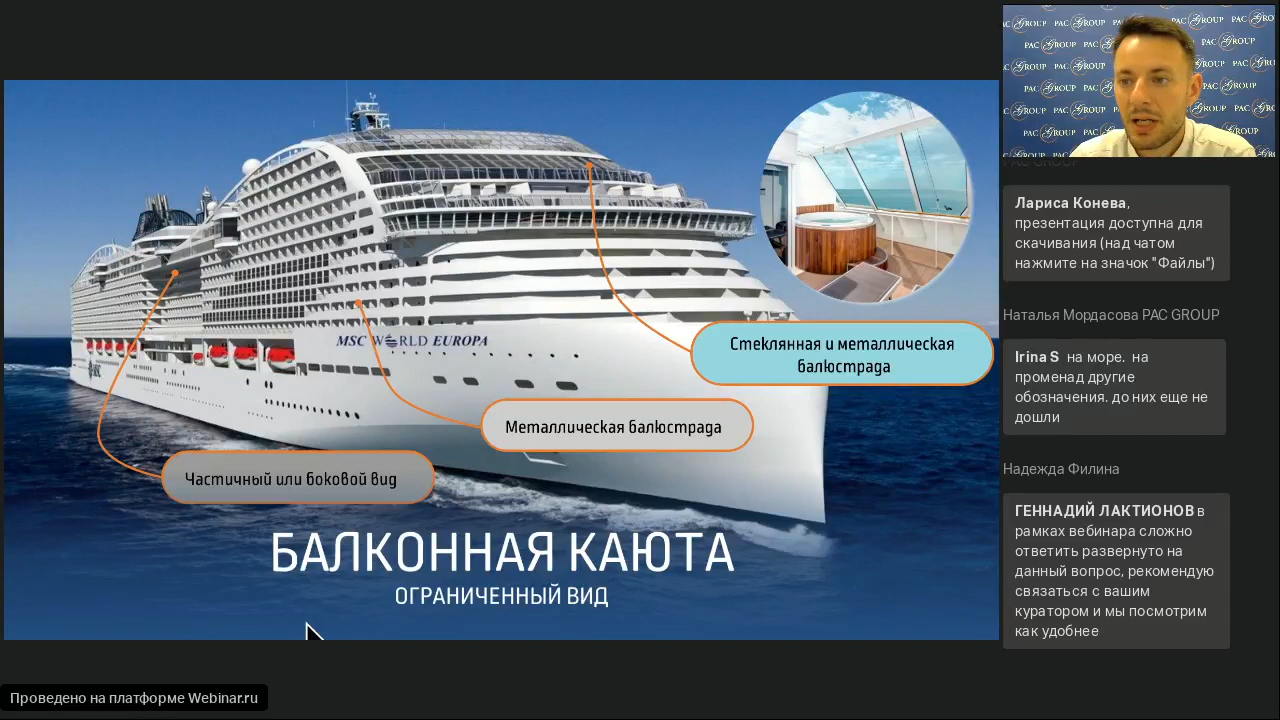 MSC WORLD EUROPA
Стеклянная и металлическая
балюстрада
Металлическая балюстрада
Частичный или боковой вид
БАЛКОННАЯ КАЮТА
ОГРАНИЧЕННЫЙ ВИД
Проведено на платформе Webinar.ru
PAC GROUP
Лариса Конева,
презентация доступна для
скачивания (над чатом
нажмите на значок "Файлы")
Наталья Мордасова PAC GROUP
Irina S на море. на
променад другие
обозначения. до них еще не
дошли
Надежда Филина
ГЕННАДИЙ ЛАКТИОНОВ в
рамках вебинара сложно
ответить развернуто на
данный вопрос, рекомендую
связаться с вашим
куратором и мы посмотрим
как удобнее